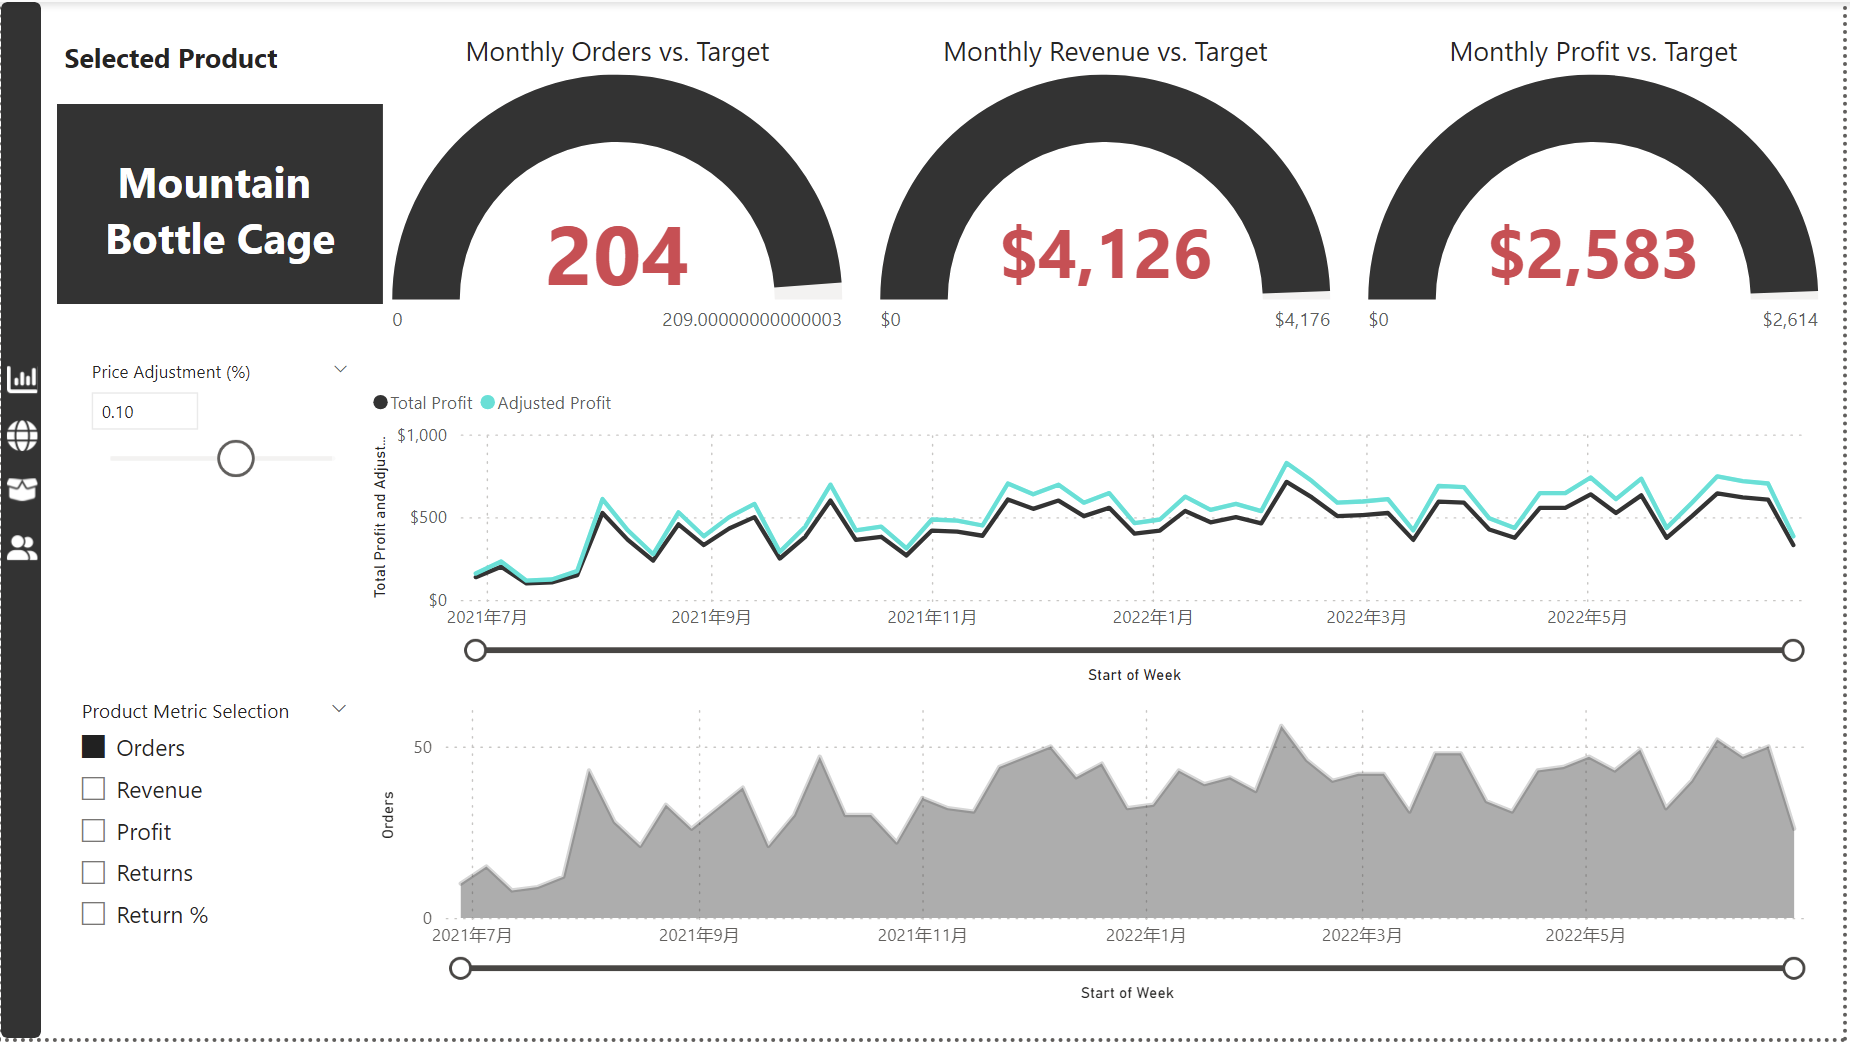 Selected Product
Mountain
Bottle Cage
Monthly Orders vs. Target
204
0
209.00000000000003
Monthly Revenue vs. Target
$4,126
$0
$4,176
Monthly Profit vs. Target
$2,583
$0
$2,614
Price Adjustment (%)
0.10
Total Profit
Adjusted Profit
Total Profit and Adjust...
$1,000
$500
$0
2021年7月
2021年9月
2021年11月
2022年1月
2022年3月
2022年5月
Start of Week
Product Metric Selection
Orders
Revenue
Profit
Returns
Return %
Orders
50
0
2021年7月
2021年9月
2021年11月
2022年1月
2022年3月
2022年5月
Start of Week